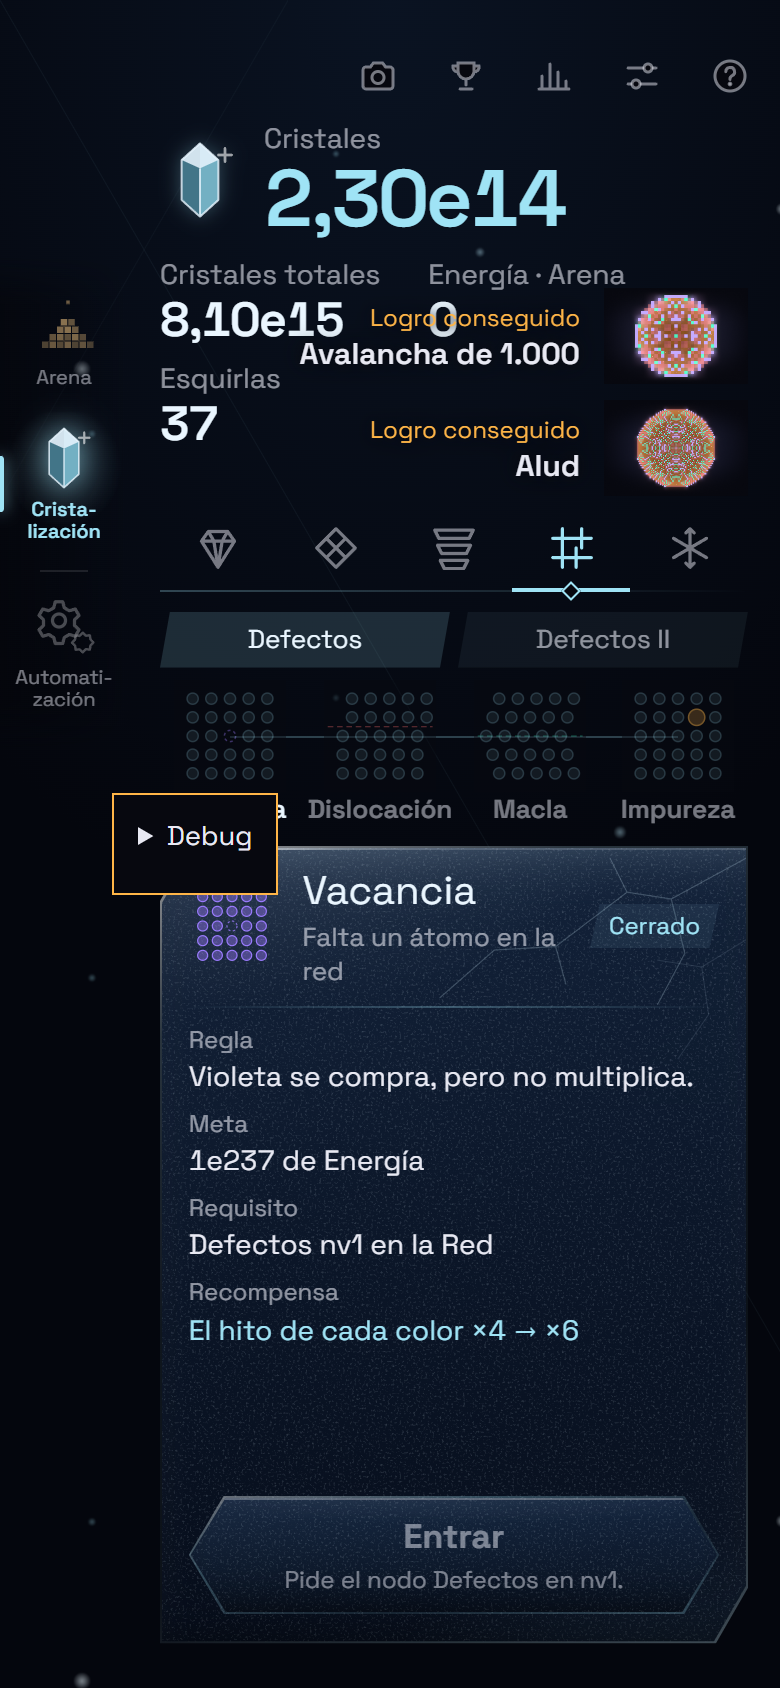 Cristales
2,30e14
Cristales totales
8,10e15
Energía · Arena
0
Logro conseguido
Avalancha de 1.000
Esquirlas
37
Logro conseguido
Alud
Arena
Crista-
lización
Automati-
zación
Defectos
Defectos II
Dislocación
Macla
Impureza
Debug
Vacancia
Falta un átomo en la
red
Cerrado
Regla
Violeta se compra, pero no multiplica.
Meta
1e237 de Energía
Requisito
Defectos nv1 en la Red
Recompensa
El hito de cada color ×4 → ×6
Entrar
Pide el nodo Defectos en nv1.